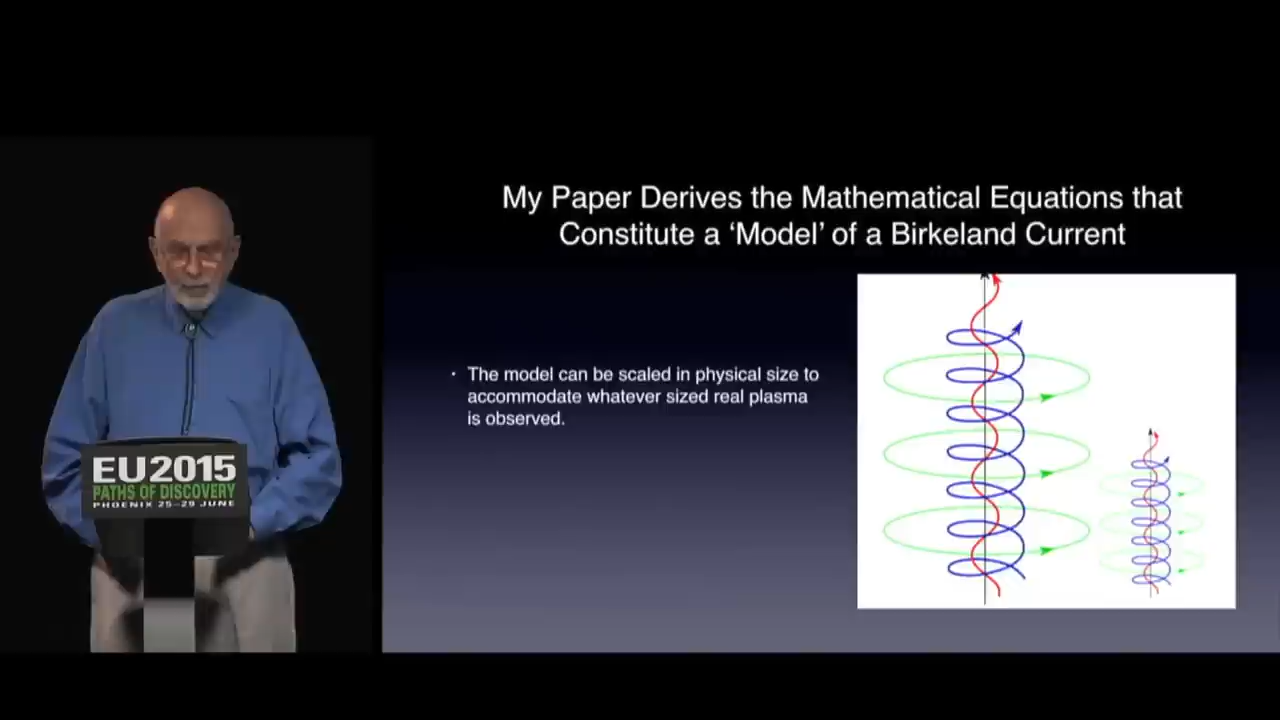 My Paper Derives the Mathematical Equations that
Constitute a ‘Model’ of a Birkeland Current
· The model can be scaled in physical size to
accommodate whatever sized real plasma
is observed.
EU2015
PATHS OF DISCOVERY
PHOENIX 25–29 JUNE